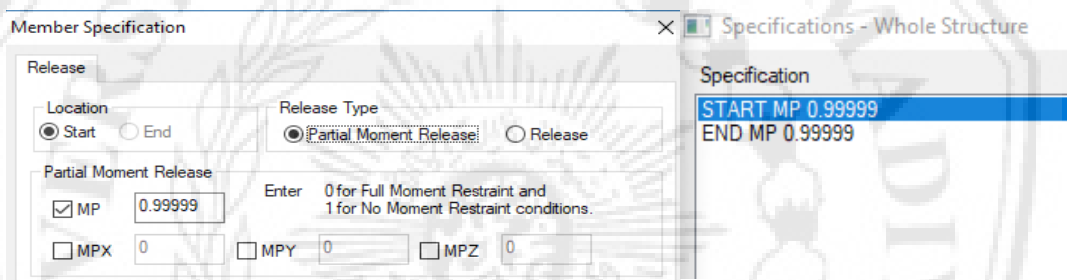 Member Specification
Release
Location
Start End
Release Type
Partial Moment Release Release
Partial Moment Release
MP 0.99999
Enter 0 for Full Moment Restraint and
1 for No Moment Restraint conditions.
MPX 0 MPY 0 MPZ 0
Specifications - Whole Structure
Specification
START MP 0.99999
END MP 0.99999